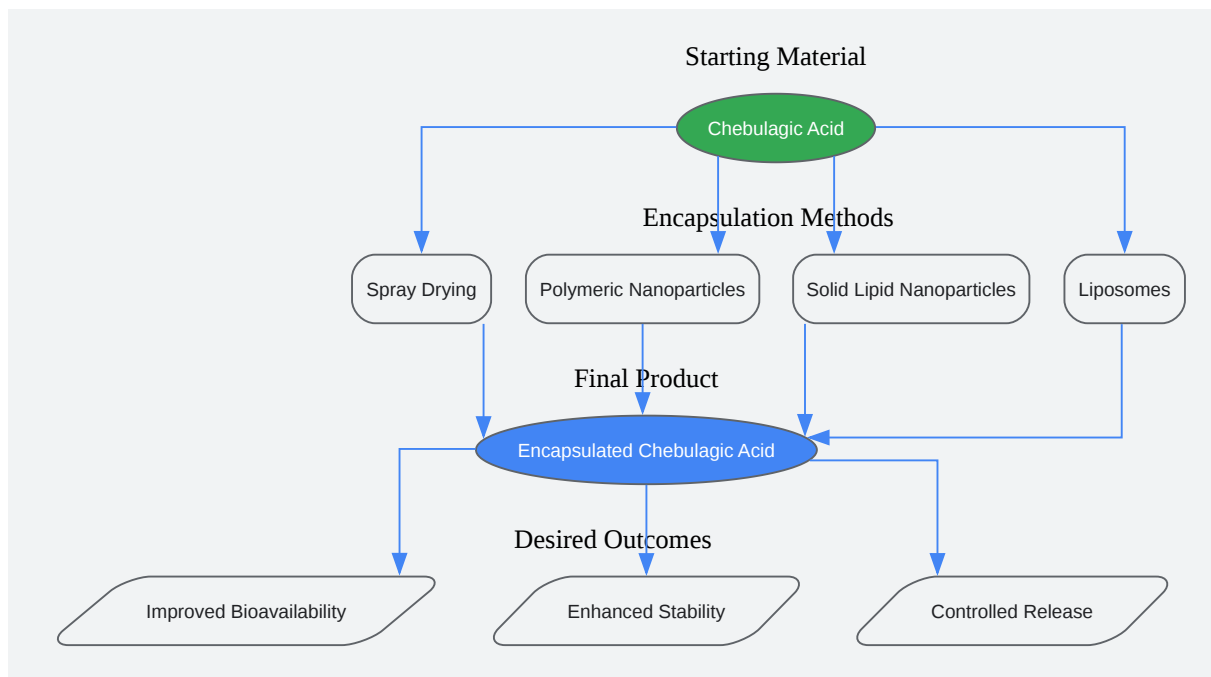 Starting Material
Chebulagic Acid
Encapsulation Methods
Spray Drying
Polymeric Nanoparticles
Solid Lipid Nanoparticles
Liposomes
Final Product
Encapsulated Chebulagic Acid
Desired Outcomes
Improved Bioavailability
Enhanced Stability
Controlled Release